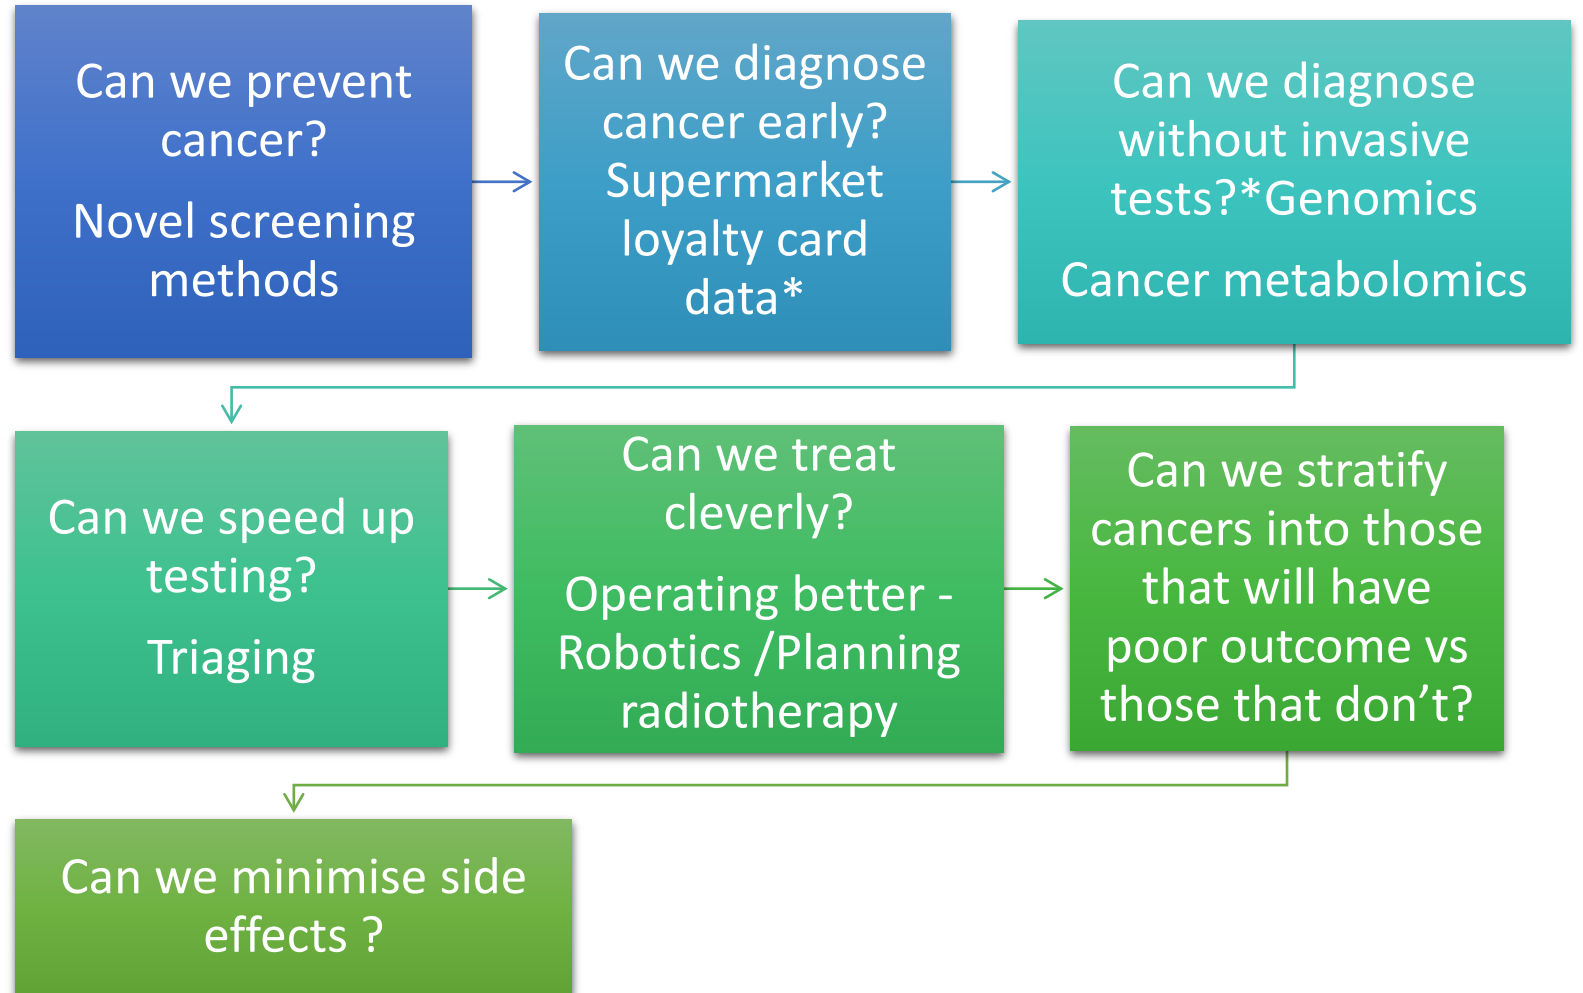 Can we prevent
cancer?
Novel screening
methods
Can we diagnose
cancer early?
Supermarket
loyalty card
data*
Can we diagnose
without invasive
tests?*Genomics
Cancer metabolomics
Can we speed up
testing?
Triaging
Can we treat
cleverly?
Operating better -
Robotics /Planning
radiotherapy
Can we stratify
cancers into those
that will have
poor outcome vs
those that don’t?
Can we minimise side
effects ?